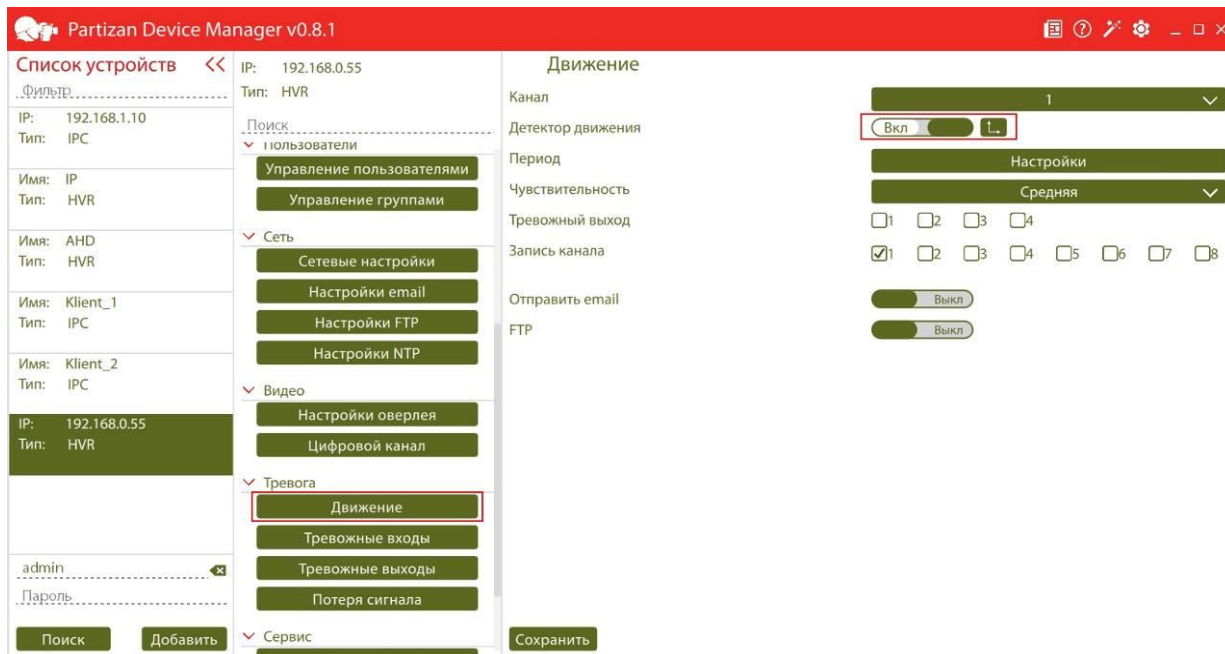 Partizan Device Manager v0.8.1
Список устройств <<
Фильтр
IP: 192.168.1.10
Тип: IPC
Имя: IP
Тип: HVR
Имя: AHD
Тип: HVR
Имя: Klient_1
Тип: IPC
Имя: Klient_2
Тип: IPC
IP: 192.168.0.55
Тип: HVR
admin
Пароль
Поиск Добавить
IP: 192.168.0.55
Тип: HVR
Поиск
Пользователи
Управление пользователями
Управление группами
Сеть
Сетевые настройки
Настройки email
Настройки FTP
Настройки NTP
Видео
Настройки оверлея
Цифровой канал
Тревога
Движение
Тревожные входы
Тревожные выходы
Потеря сигнала
Сервис
Движение
Канал 1
Детектор движения Вкл
Период Настройки
Чувствительность Средняя
Тревожный выход 1 2 3 4
Запись канала 1 2 3 4 5 6 7 8
Отправить email Выкл
FTP Выкл
Сохранить